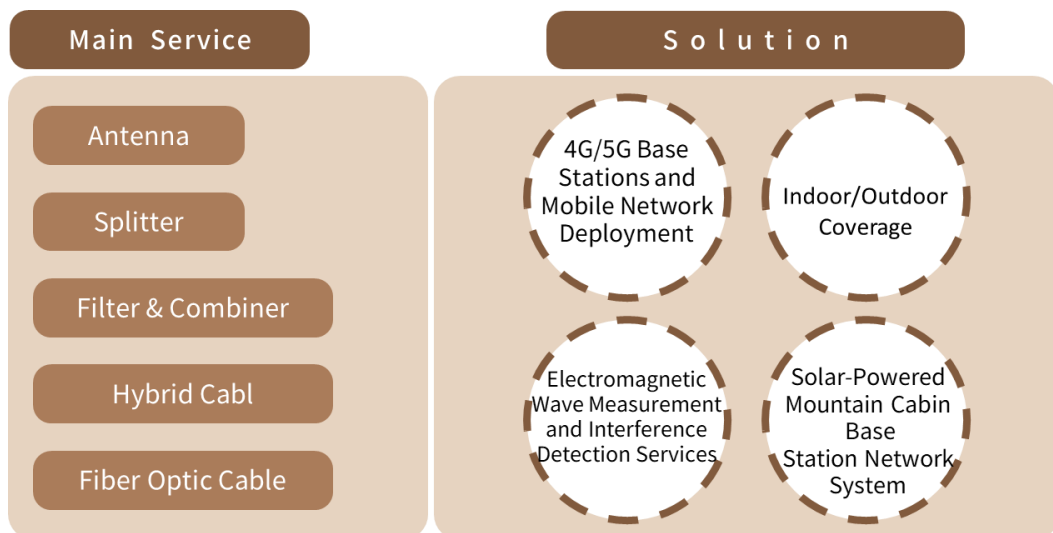 Main Service
Antenna
Splitter
Filter & Combiner
Hybrid Cabl
Fiber Optic Cable
Solution
4G/5G Base
Stations and
Mobile Network
Deployment
Indoor/Outdoor
Coverage
Electromagnetic
Wave Measurement
and Interference
Detection Services
Solar-Powered
Mountain Cabin
Base
Station Network
System